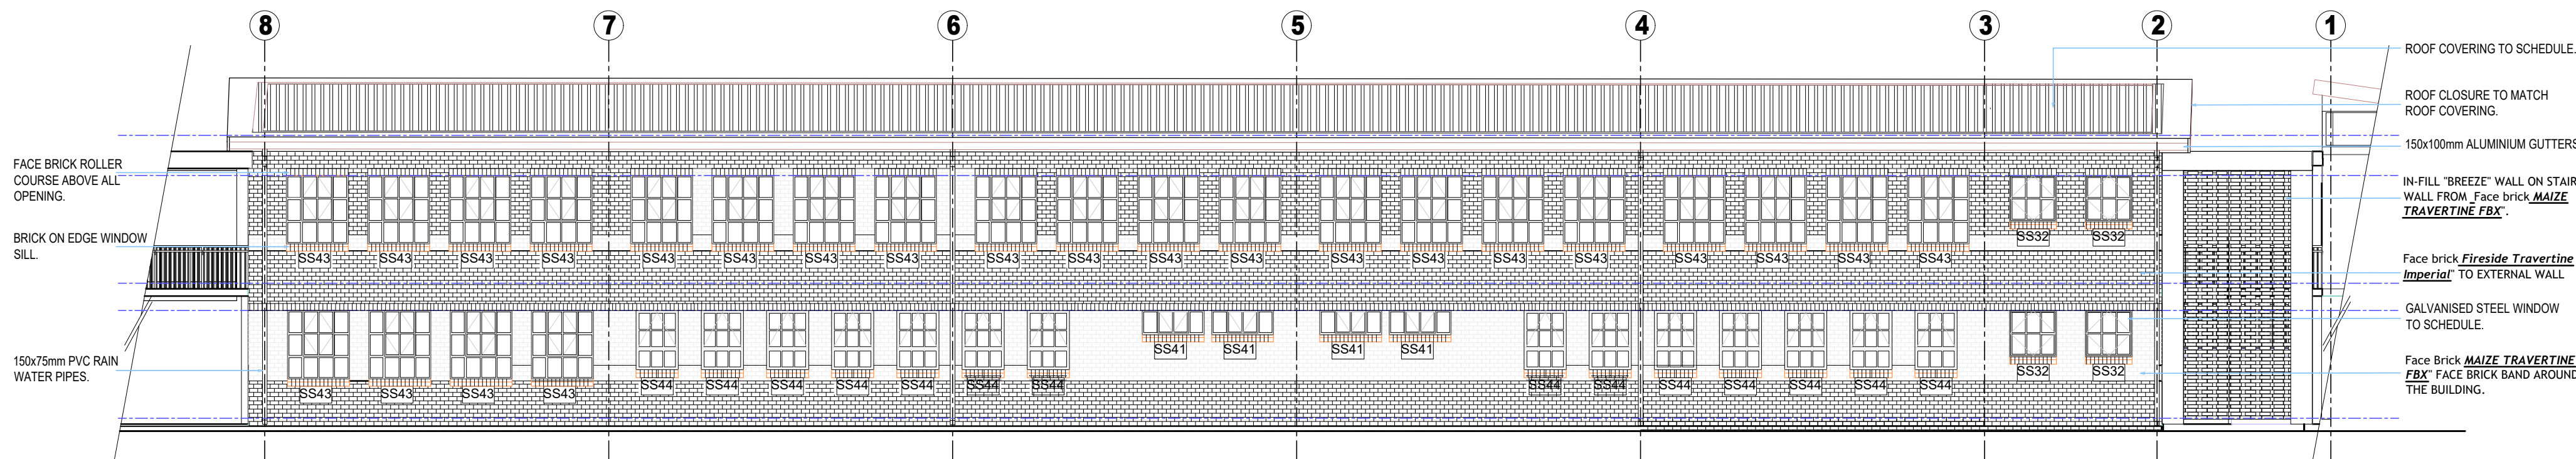 8 7 6 5 4 3 2 1
FACE BRICK ROLLER
COURSE ABOVE ALL
OPENING.
BRICK ON EDGE WINDOW
SILL.
150x75mm PVC RAIN
WATER PIPES.
SS43 SS43 SS43 SS43 SS43 SS43 SS43 SS43 SS43 SS43 SS43 SS43 SS43 SS43 SS43 SS43 SS43 SS43 SS43 SS43 SS32 SS32
SS43 SS43 SS43 SS43 SS44 SS44 SS44 SS44 SS44 SS44 SS44 SS41 SS41 SS41 SS41 SS44 SS44 SS44 SS44 SS44 SS44 SS44 SS32 SS32
ROOF COVERING TO SCHEDULE.
ROOF CLOSURE TO MATCH
ROOF COVERING.
150x100mm ALUMINIUM GUTTERS
IN-FILL "BREEZE" WALL ON STAIR
WALL FROM Face brick MAIZE
TRAVERTINE FBX".
Face brick Fireside Travertine
Imperial" TO EXTERNAL WALL
GALVANISED STEEL WINDOW
TO SCHEDULE.
Face Brick MAIZE TRAVERTINE
FBX" FACE BRICK BAND AROUND
THE BUILDING.